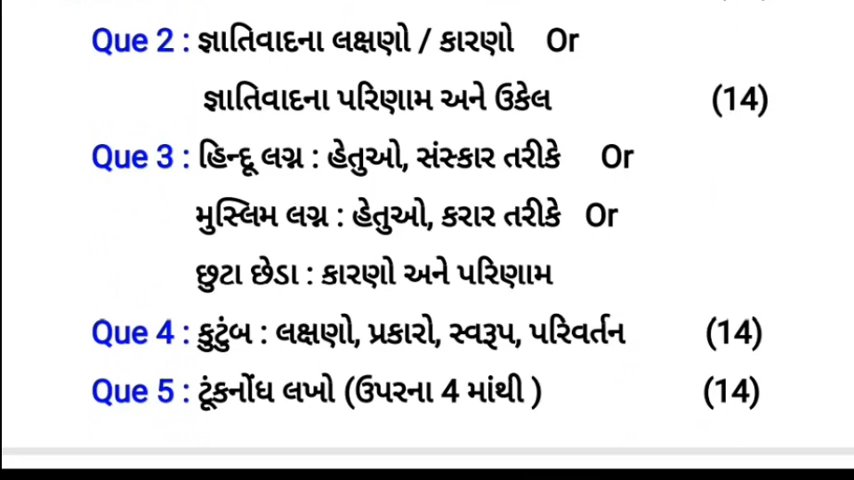 Que 2 : જ્ઞાતિવાદના લક્ષણો / કારણો Or
જ્ઞાતિવાદના પરિણામ અને ઉકેલ (14)
Que 3 : હિન્દૂ લગ્ન : હેતુઓ, સંસ્કાર તરીકે Or
મુસ્લિમ લગ્ન : હેતુઓ, કરાર તરીકે Or
છુટા છેડા : કારણો અને પરિણામ
Que 4 : કુટુંબ : લક્ષણો, પ્રકારો, સ્વરૂપ, પરિવર્તન (14)
Que 5 : ટૂંકનોંધ લખો (ઉપરના 4 માંથી ) (14)